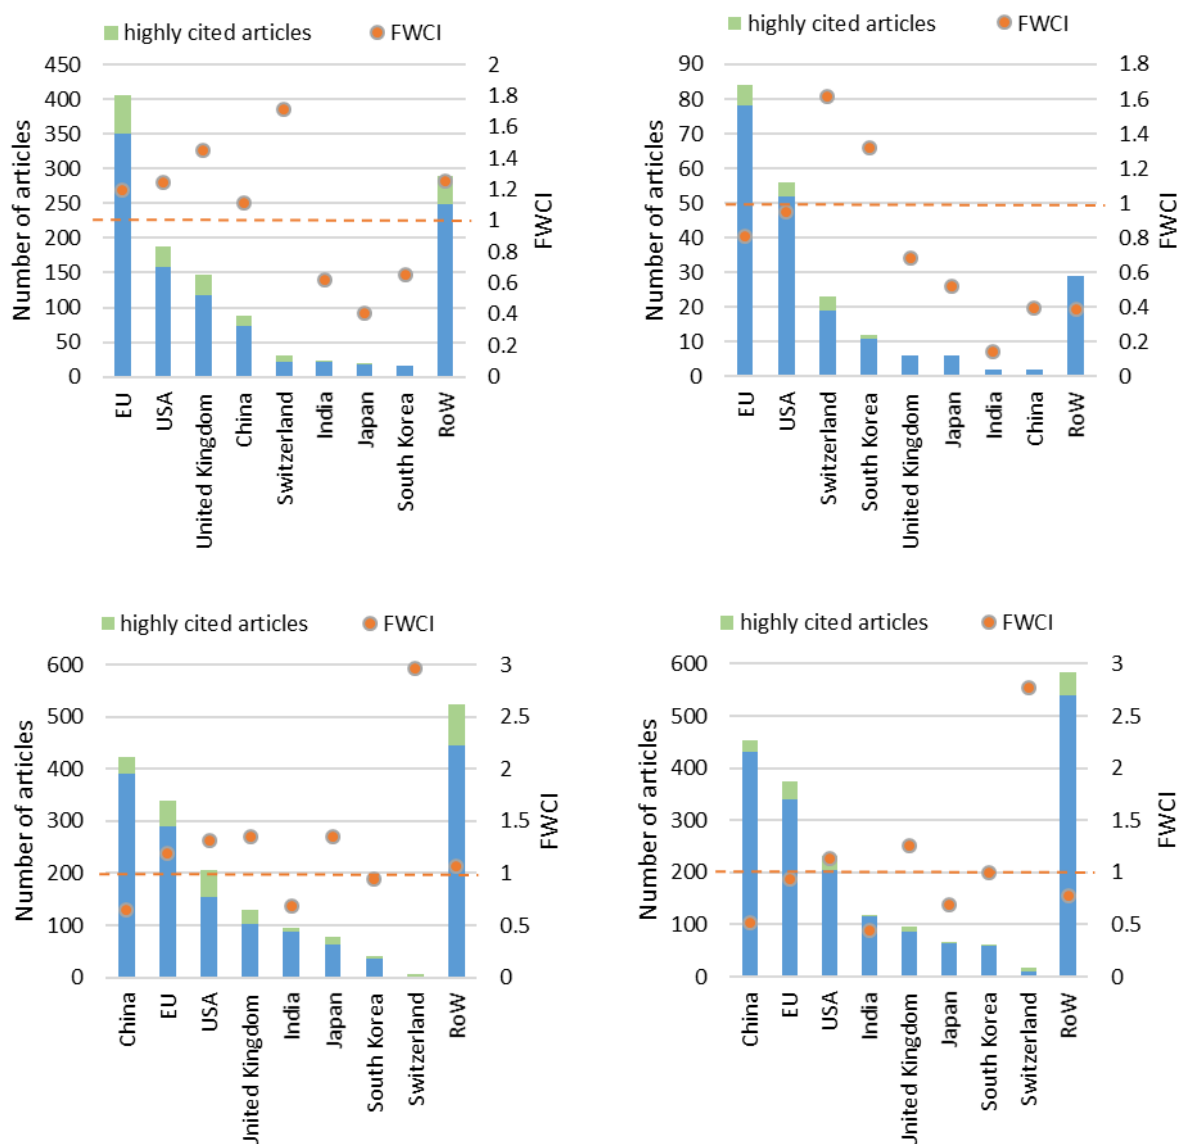 highly cited articles FWCI
Number of articles
450
400
350
300
250
200
150
100
50
0
2
1.8
1.6
1.4
1.2
1
0.8
0.6
0.4
0.2
0
FWCI
EU
USA
United Kingdom
China
Switzerland
India
Japan
South Korea
RoW
highly cited articles FWCI
Number of articles
90
80
70
60
50
40
30
20
10
0
1.8
1.6
1.4
1.2
1
0.8
0.6
0.4
0.2
0
FWCI
EU
USA
Switzerland
South Korea
United Kingdom
Japan
India
China
RoW
highly cited articles FWCI
Number of articles
600
500
400
300
200
100
0
3
2.5
2
1.5
1
0.5
0
FWCI
China
EU
USA
United Kingdom
India
Japan
South Korea
Switzerland
RoW
highly cited articles FWCI
Number of articles
600
500
400
300
200
100
0
3
2.5
2
1.5
1
0.5
0
FWCI
China
EU
USA
India
United Kingdom
Japan
South Korea
Switzerland
RoW